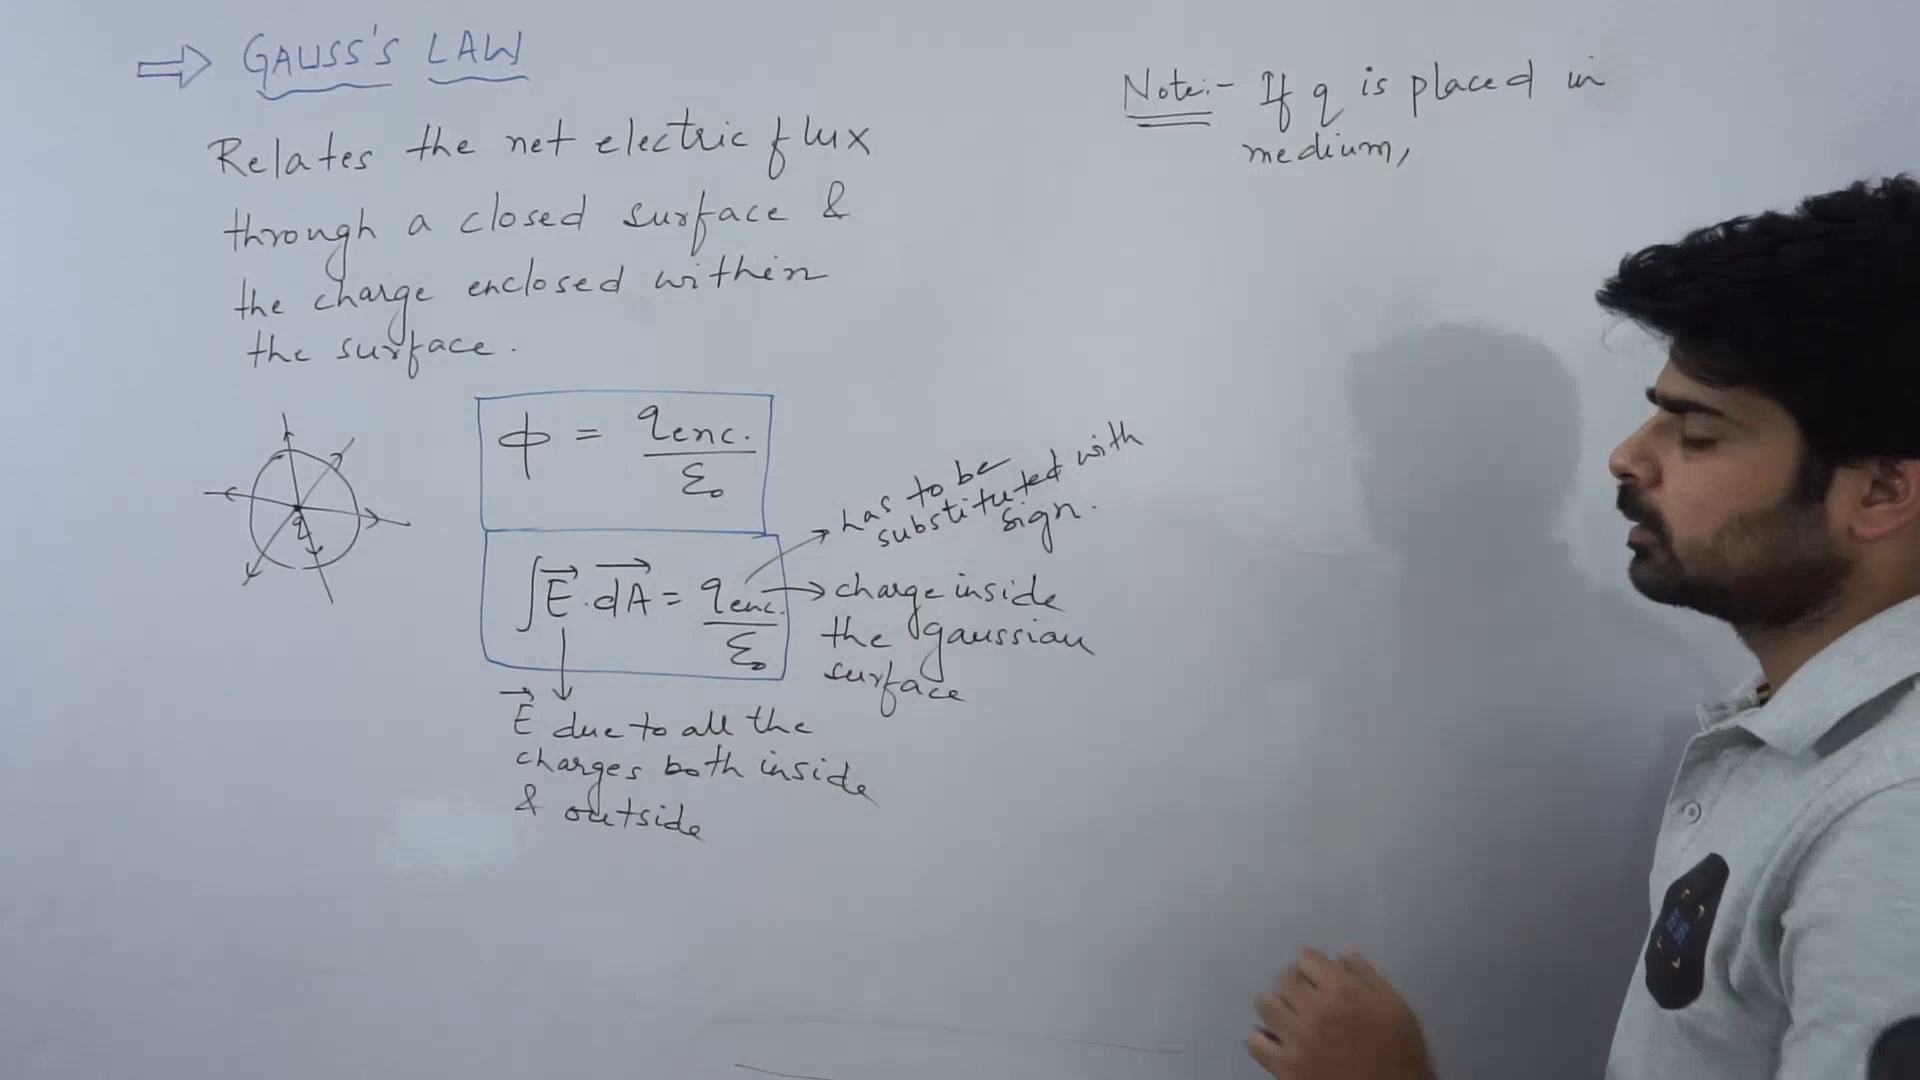 ⇒ GAUSS'S LAW
Relates the net electric flux
through a closed surface &
the charge enclosed within
the surface.
q
ϕ = qenc. / ε₀
∫E⃗.dA⃗ = qenc. / ε₀
→ has to be
substituted with
sign.
→ charge inside
the gaussian
surface
E⃗ due to all the
charges both inside
& outside
Note:- If q is placed in
medium,